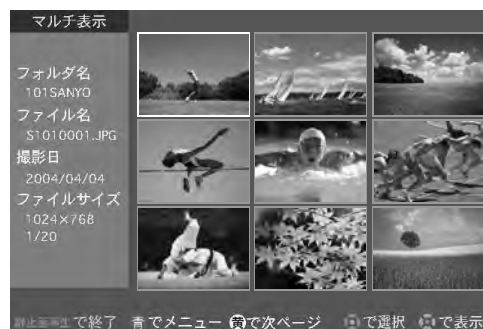 マルチ表示
フォルダ名
101SANYO
ファイル名
S1010001.JPG
撮影日
2004/04/04
ファイルサイズ
1024×768
1/20
で終了 青でメニュー 黄で次ページ で選択 で表示